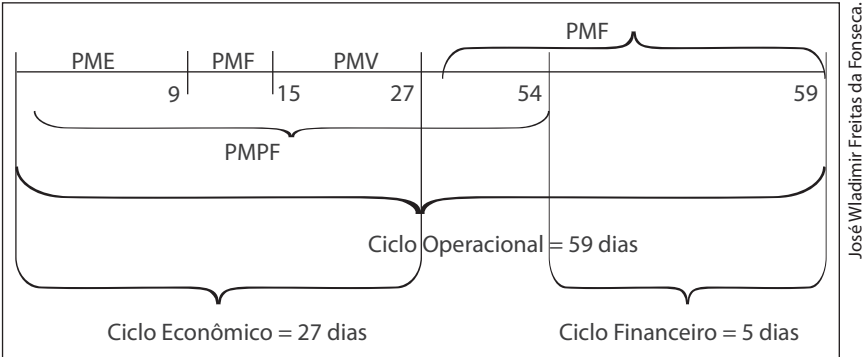 PMF
PME PMF PMV
9 15 27 54 59
PMPF
Ciclo Operacional = 59 dias
Ciclo Econômico = 27 dias Ciclo Financeiro = 5 dias
José Wladimir Freitas da Fonseca.